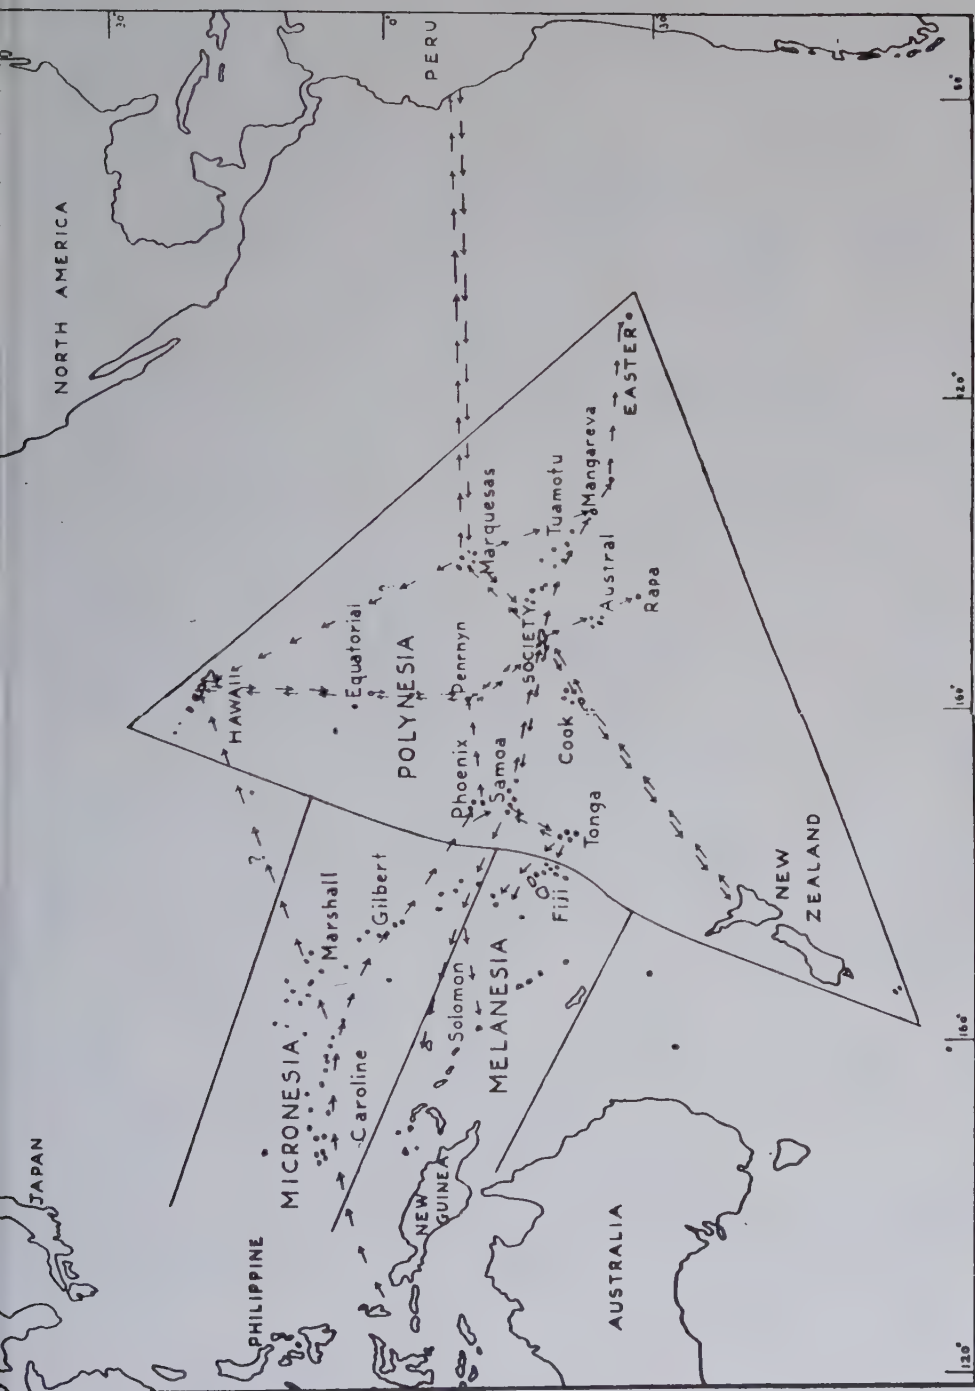 30°
0°
30°
60°
120°
160°
160°
120°
NORTH AMERICA
PERU
JAPAN
PHILIPPINE
HAWAII
?
Equatorial
POLYNESIA
MICRONESIA
Marshall
Gilbert
Caroline
Phoenix
Penrhyn
Marquesas
Samoa
SOCIETY
Tuamotu
Mangareva
EASTER
Austral
Rapa
Cook
Tonga
Fiji
Solomon
MELANESIA
NEW
GUINEA
AUSTRALIA
NEW
ZEALAND